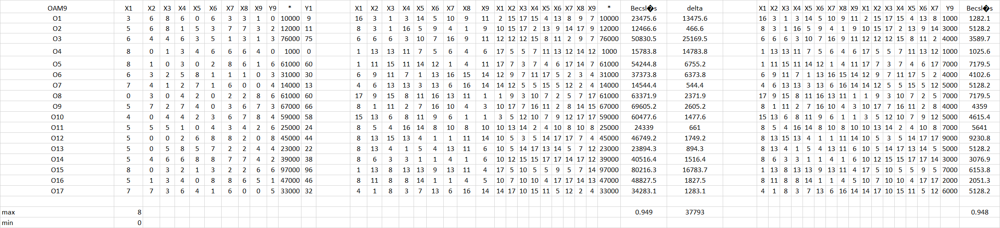 OAM9 X1 X2 X3 X4 X5 X6 X7 X8 X9 Y9 * Y1 X1 X2 X3 X4 X5 X6 X7 X8 X9 X1 X2 X3 X4 X5 X6 X7 X8 X9 * Becsl�s delta X1 X2 X3 X4 X5 X6 X7 X8 X9 X1 X2 X3 X4 X5 X6 X7 Y9 Becsl�s
O1 3 6 8 6 0 6 3 3 1 0 10000 9 16 3 1 3 14 5 10 9 11 2 15 17 15 4 13 8 9 7 10000 23475.6 13475.6 16 3 1 3 14 5 10 9 11 2 15 17 15 4 13 8 1000 1282.1
O2 5 6 8 1 5 3 7 7 3 2 12000 11 8 3 1 16 5 9 4 1 9 10 15 17 2 13 9 14 17 9 12000 12466.6 466.6 8 3 1 16 5 9 4 1 9 10 15 17 2 13 9 14 3000 5128.2
O3 6 4 4 6 3 5 1 3 1 3 76000 75 6 6 6 3 10 7 16 9 11 12 12 12 15 8 11 2 9 7 76000 50830.5 25169.5 6 6 6 3 10 7 16 9 11 12 12 12 15 8 11 2 4000 3589.7
O4 8 0 1 3 4 6 6 6 4 0 1000 0 1 13 13 11 7 5 6 4 6 17 5 5 7 11 13 12 14 12 1000 15783.8 14783.8 1 13 13 11 7 5 6 4 6 17 5 5 7 11 13 12 1000 1025.6
O5 8 1 0 3 0 2 8 6 1 6 61000 60 1 11 15 11 14 12 1 4 11 17 7 3 7 4 6 17 14 7 61000 54244.8 6755.2 1 11 15 11 14 12 1 4 11 17 7 3 7 4 6 17 7000 7179.5
O6 6 3 2 5 8 1 1 1 0 3 31000 30 6 9 11 7 1 13 16 15 14 12 9 7 11 17 5 2 3 4 31000 37373.8 6373.8 6 9 11 7 1 13 16 15 14 12 9 7 11 17 5 2 4000 4102.6
O7 7 4 1 2 7 1 6 0 0 4 14000 13 4 6 13 13 3 13 6 16 14 14 12 5 5 15 5 12 2 4 14000 14544.4 544.4 4 6 13 13 3 13 6 16 14 14 12 5 5 15 5 12 5000 5128.2
O8 0 3 0 4 2 0 2 2 8 6 61000 60 17 9 15 8 11 16 13 11 1 1 9 3 10 7 2 5 7 17 61000 63371.9 2371.9 17 9 15 8 11 16 13 11 1 1 9 3 10 7 2 5 7000 7179.5
O9 5 7 2 7 4 0 3 6 7 3 67000 66 8 1 11 2 7 16 10 4 3 10 17 7 16 11 2 8 14 15 67000 69605.2 2605.2 8 1 11 2 7 16 10 4 3 10 17 7 16 11 2 8 4000 4359
O10 4 0 4 4 2 3 6 7 8 4 59000 58 15 13 6 8 11 9 6 1 1 3 5 12 10 7 9 12 17 17 59000 60477.6 1477.6 15 13 6 8 11 9 6 1 1 3 5 12 10 7 9 12 5000 4615.4
O11 5 5 5 1 0 4 3 4 2 6 25000 24 8 5 4 16 14 8 10 8 10 10 13 14 2 4 10 8 10 8 25000 24339 661 8 5 4 16 14 8 10 8 10 10 13 14 2 4 10 8 7000 5641
O12 5 0 0 2 6 8 8 2 0 8 45000 44 8 13 15 13 4 1 1 11 14 10 5 3 5 14 17 17 7 4 45000 46749.2 1749.2 8 13 15 13 4 1 1 11 14 10 5 3 5 14 17 17 9000 9230.8
O13 5 0 5 8 5 7 2 2 4 4 23000 22 8 13 4 1 5 4 13 11 6 10 5 14 17 13 14 5 7 12 23000 23894.3 894.3 8 13 4 1 5 4 13 11 6 10 5 14 17 13 14 5 5000 5128.2
O14 5 4 6 6 8 8 7 7 4 2 39000 38 8 6 3 3 1 1 4 1 6 10 12 15 15 17 17 14 17 12 39000 40516.4 1516.4 8 6 3 3 1 1 4 1 6 10 12 15 15 17 17 14 3000 3076.9
O15 8 0 3 2 1 3 2 2 6 6 97000 96 1 13 8 13 13 9 13 11 4 17 5 10 5 5 9 5 7 14 97000 80216.3 16783.7 1 13 8 13 13 9 13 11 4 17 5 10 5 5 9 5 7000 6153.8
O16 5 1 3 4 0 8 8 6 5 1 47000 46 8 11 8 8 14 1 1 4 5 10 7 10 10 4 17 17 14 13 47000 48827.5 1827.5 8 11 8 8 14 1 1 4 5 10 7 10 10 4 17 17 2000 2051.3
O17 7 7 3 6 4 1 6 0 0 5 33000 32 4 1 8 3 7 13 6 16 14 14 17 10 15 11 5 12 2 4 33000 34283.1 1283.1 4 1 8 3 7 13 6 16 14 14 17 10 15 11 5 12 6000 5128.2
max 8 0.949 37793 0.948
min 0